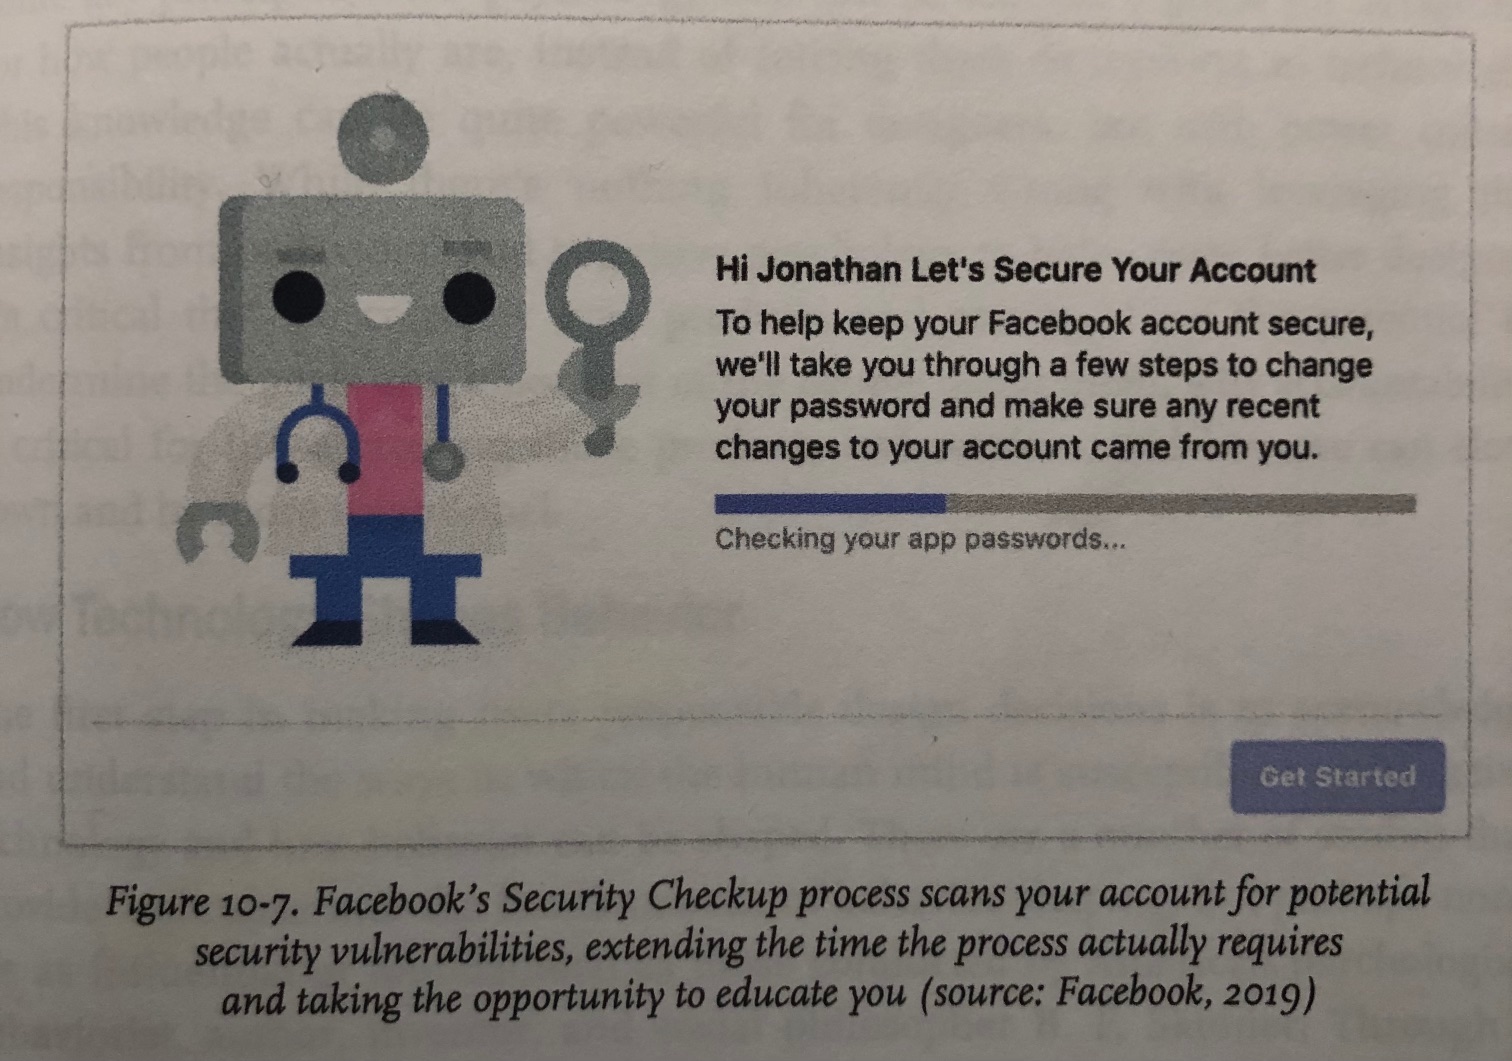 Hi Jonathan Let's Secure Your Account
To help keep your Facebook account secure,
we'll take you through a few steps to change
your password and make sure any recent
changes to your account came from you.
Checking your app passwords...
Get Started
Figure 10-7. Facebook's Security Checkup process scans your account for potential
security vulnerabilities, extending the time the process actually requires
and taking the opportunity to educate you (source: Facebook, 2019)